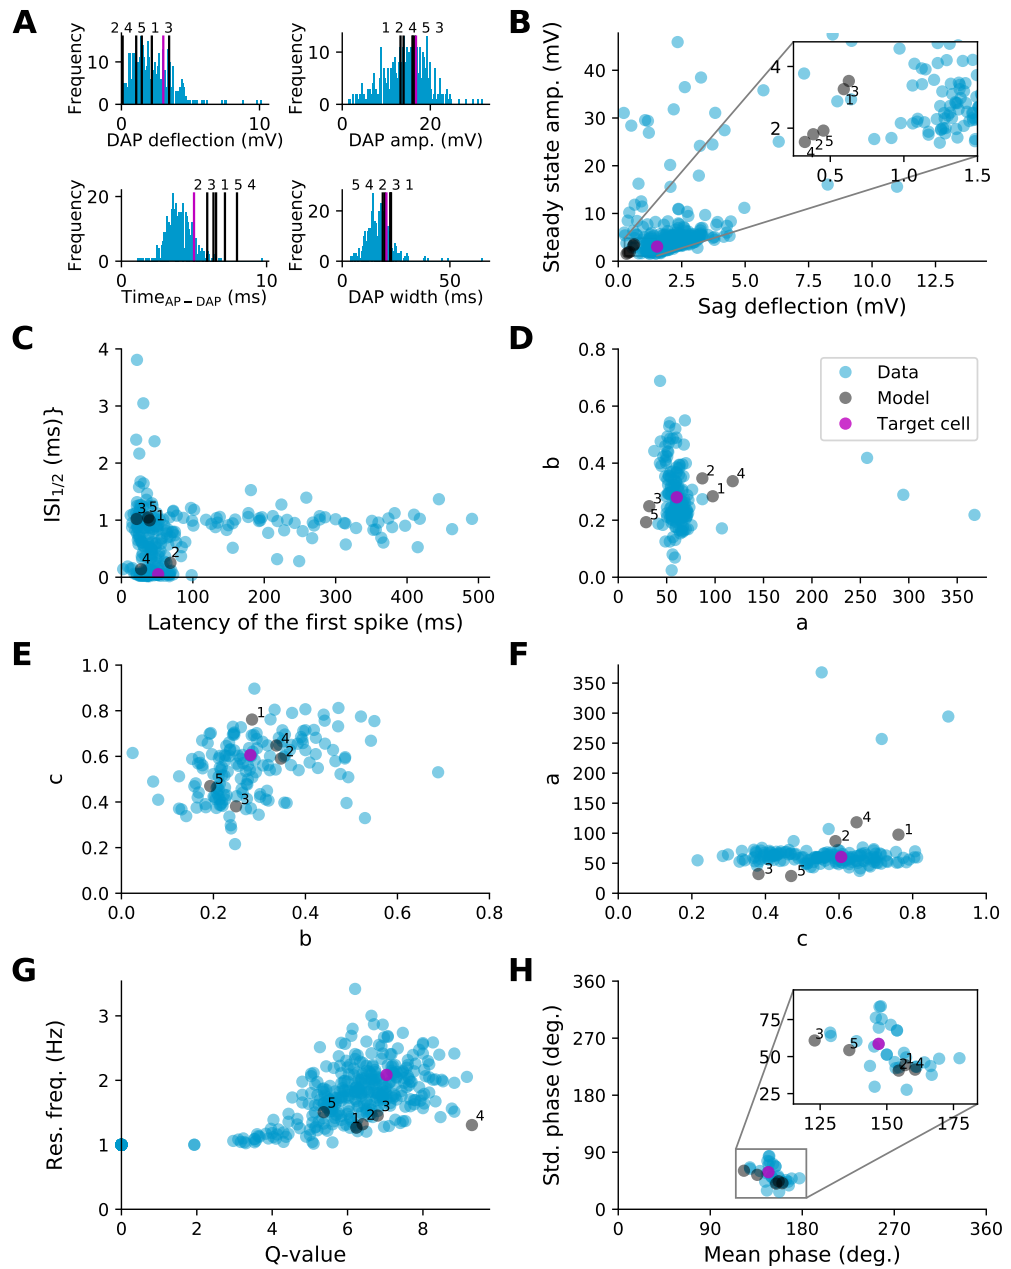 A
2 4 5 1 3
Frequency
10
0
0
10
DAP deflection (mV)
1 2 4 5 3
Frequency
10
0
0
20
DAP amp. (mV)
2 3 1 5 4
Frequency
20
0
0
10
TimeAP−DAP (ms)
5 4 2 3 1
Frequency
20
0
0
50
DAP width (ms)
B
Steady state amp. (mV)
40
30
20
10
0
0.0 2.5 5.0 7.5 10.0 12.5
Sag deflection (mV)
4
2
0.5 1.0 1.5
3
1
5
2
4
C
ISI1/2 (ms)}
4
3
2
1
0
3 5 1
4 2
0 100 200 300 400 500
Latency of the first spike (ms)
D
b
0.8
0.6
0.4
0.2
0.0
Data
Model
Target cell
2 4
1
3
5
0 50 100 150 200 250 300 350
a
E
c
1.0
0.8
0.6
0.4
0.2
0.0
1
4
2
5
3
0.0 0.2 0.4 0.6 0.8
b
F
a
350
300
250
200
150
100
50
0
4
1
2
3 5
0.0 0.2 0.4 0.6 0.8 1.0
c
G
Res. freq. (Hz)
3
2
1
0
5 3
1 2 4
0 2 4 6 8
Q-value
H
Std. phase (deg.)
360
270
180
90
0
75
50
25
3
5
1
2 4
125 150 175
0 90 180 270 360
Mean phase (deg.)